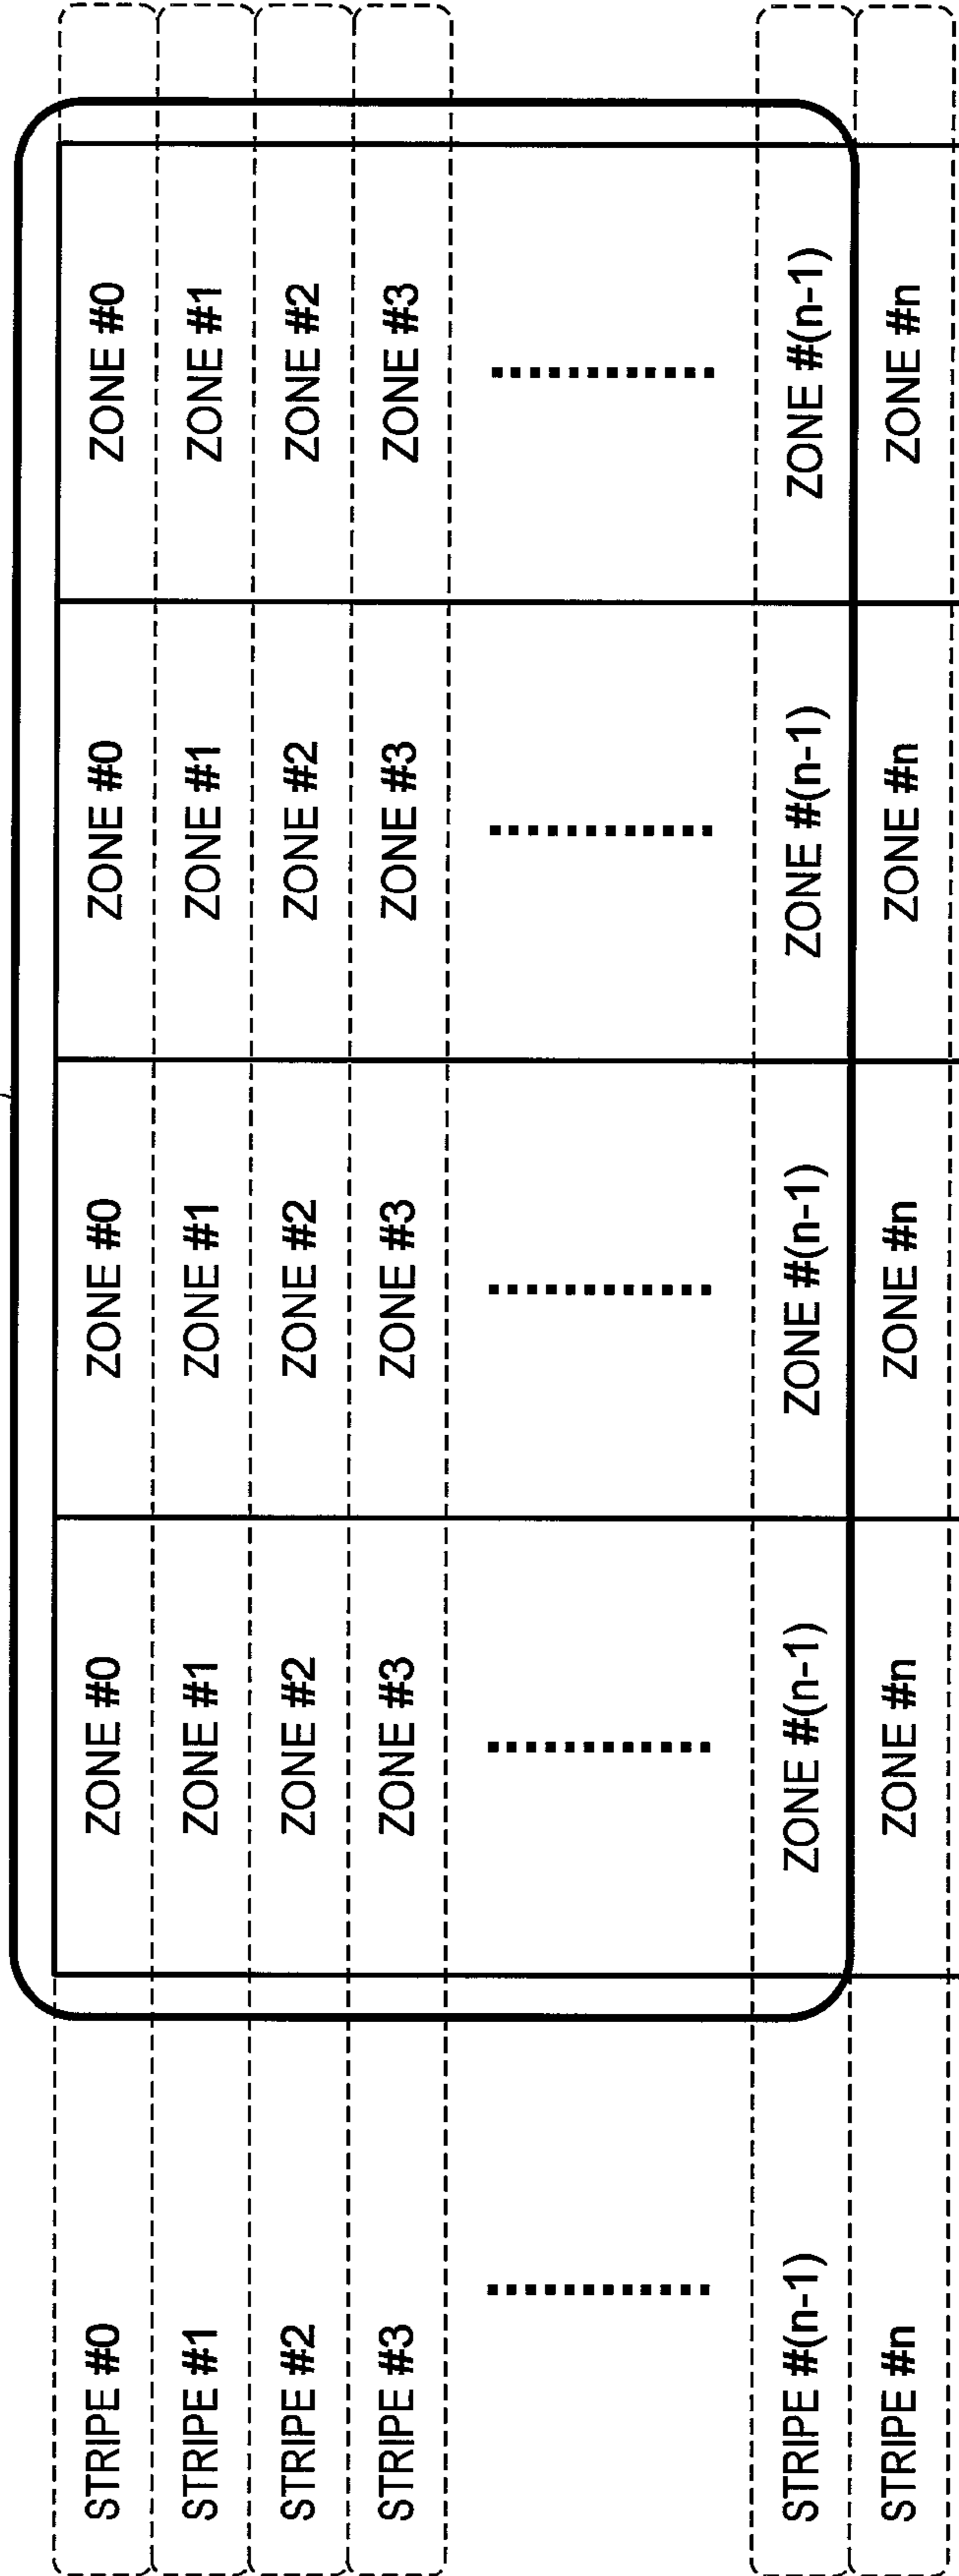 STRIPE #0 ZONE #0 ZONE #0 ZONE #0 ZONE #0
STRIPE #1 ZONE #1 ZONE #1 ZONE #1 ZONE #1
STRIPE #2 ZONE #2 ZONE #2 ZONE #2 ZONE #2
STRIPE #3 ZONE #3 ZONE #3 ZONE #3 ZONE #3
STRIPE #(n-1) ZONE #(n-1) ZONE #(n-1) ZONE #(n-1) ZONE #(n-1)
STRIPE #n ZONE #n ZONE #n ZONE #n ZONE #n